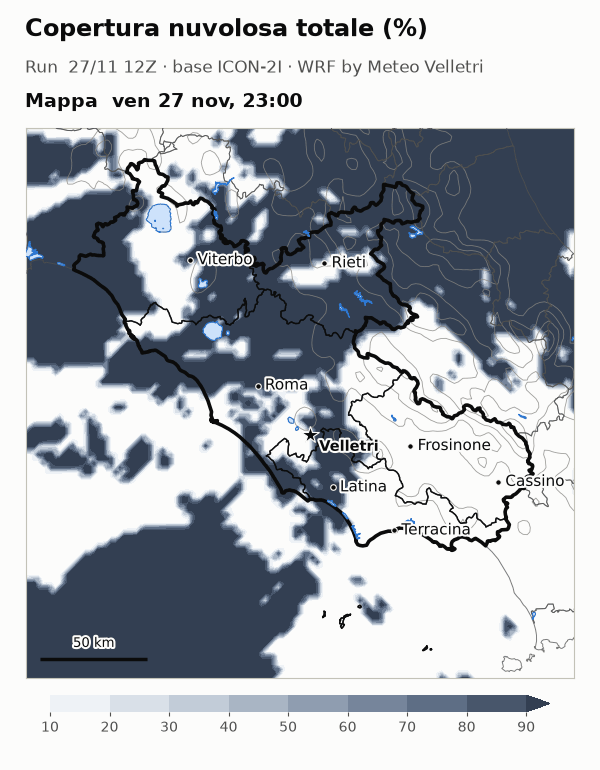 Copertura nuvolosa totale (%)
Run  27/11 12Z · base ICON-2I · WRF by Meteo Velletri
Mappa  ven 27 nov, 23:00
Viterbo
Rieti
Roma
Velletri
Frosinone
Cassino
Latina
Terracina
50 km
10 20 30 40 50 60 70 80 90